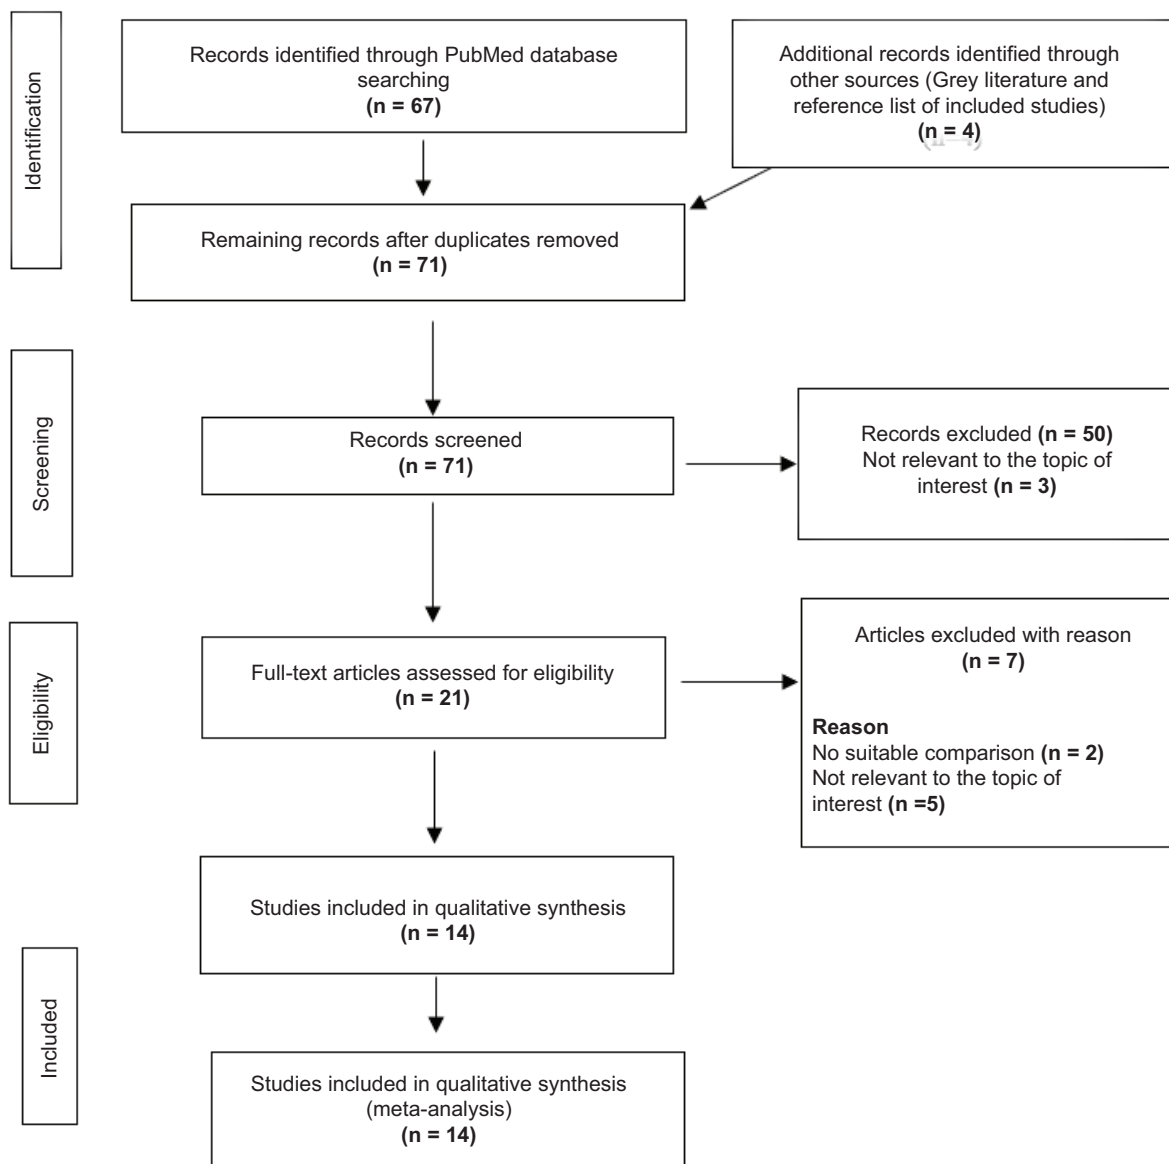 Identification
Records identified through PubMed database
searching
(n = 67)
Additional records identified through
other sources (Grey literature and
reference list of included studies)
(n = 4)
Remaining records after duplicates removed
(n = 71)
Screening
Records screened
(n = 71)
Records excluded (n = 50)
Not relevant to the topic of
interest (n = 3)
Eligibility
Full-text articles assessed for eligibility
(n = 21)
Articles excluded with reason
(n = 7)
Reason
No suitable comparison (n = 2)
Not relevant to the topic of
interest (n =5)
Studies included in qualitative synthesis
(n = 14)
Included
Studies included in qualitative synthesis
(meta-analysis)
(n = 14)